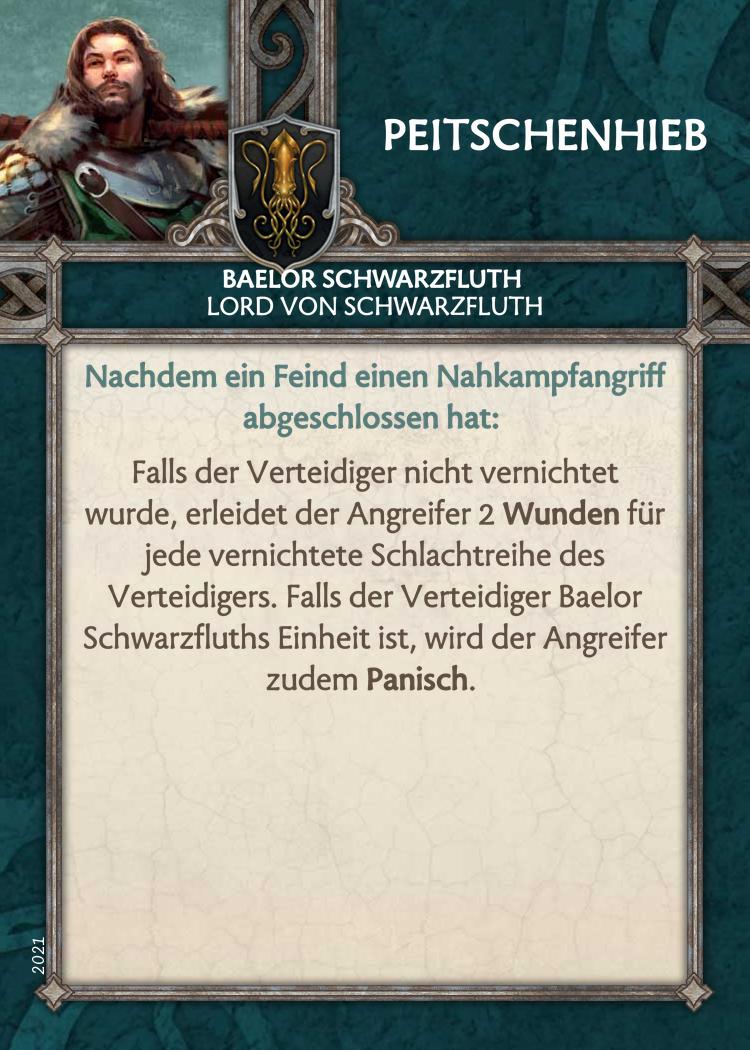 PEITSCHENHIEB
BAELOR SCHWARZFLUTH
LORD VON SCHWARZFLUTH
Nachdem ein Feind einen Nahkampfangriff
abgeschlossen hat:
Falls der Verteidiger nicht vernichtet
wurde, erleidet der Angreifer 2 Wunden für
jede vernichtete Schlachtreihe des
Verteidigers. Falls der Verteidiger Baelor
Schwarzfluths Einheit ist, wird der Angreifer
zudem Panisch.
2021